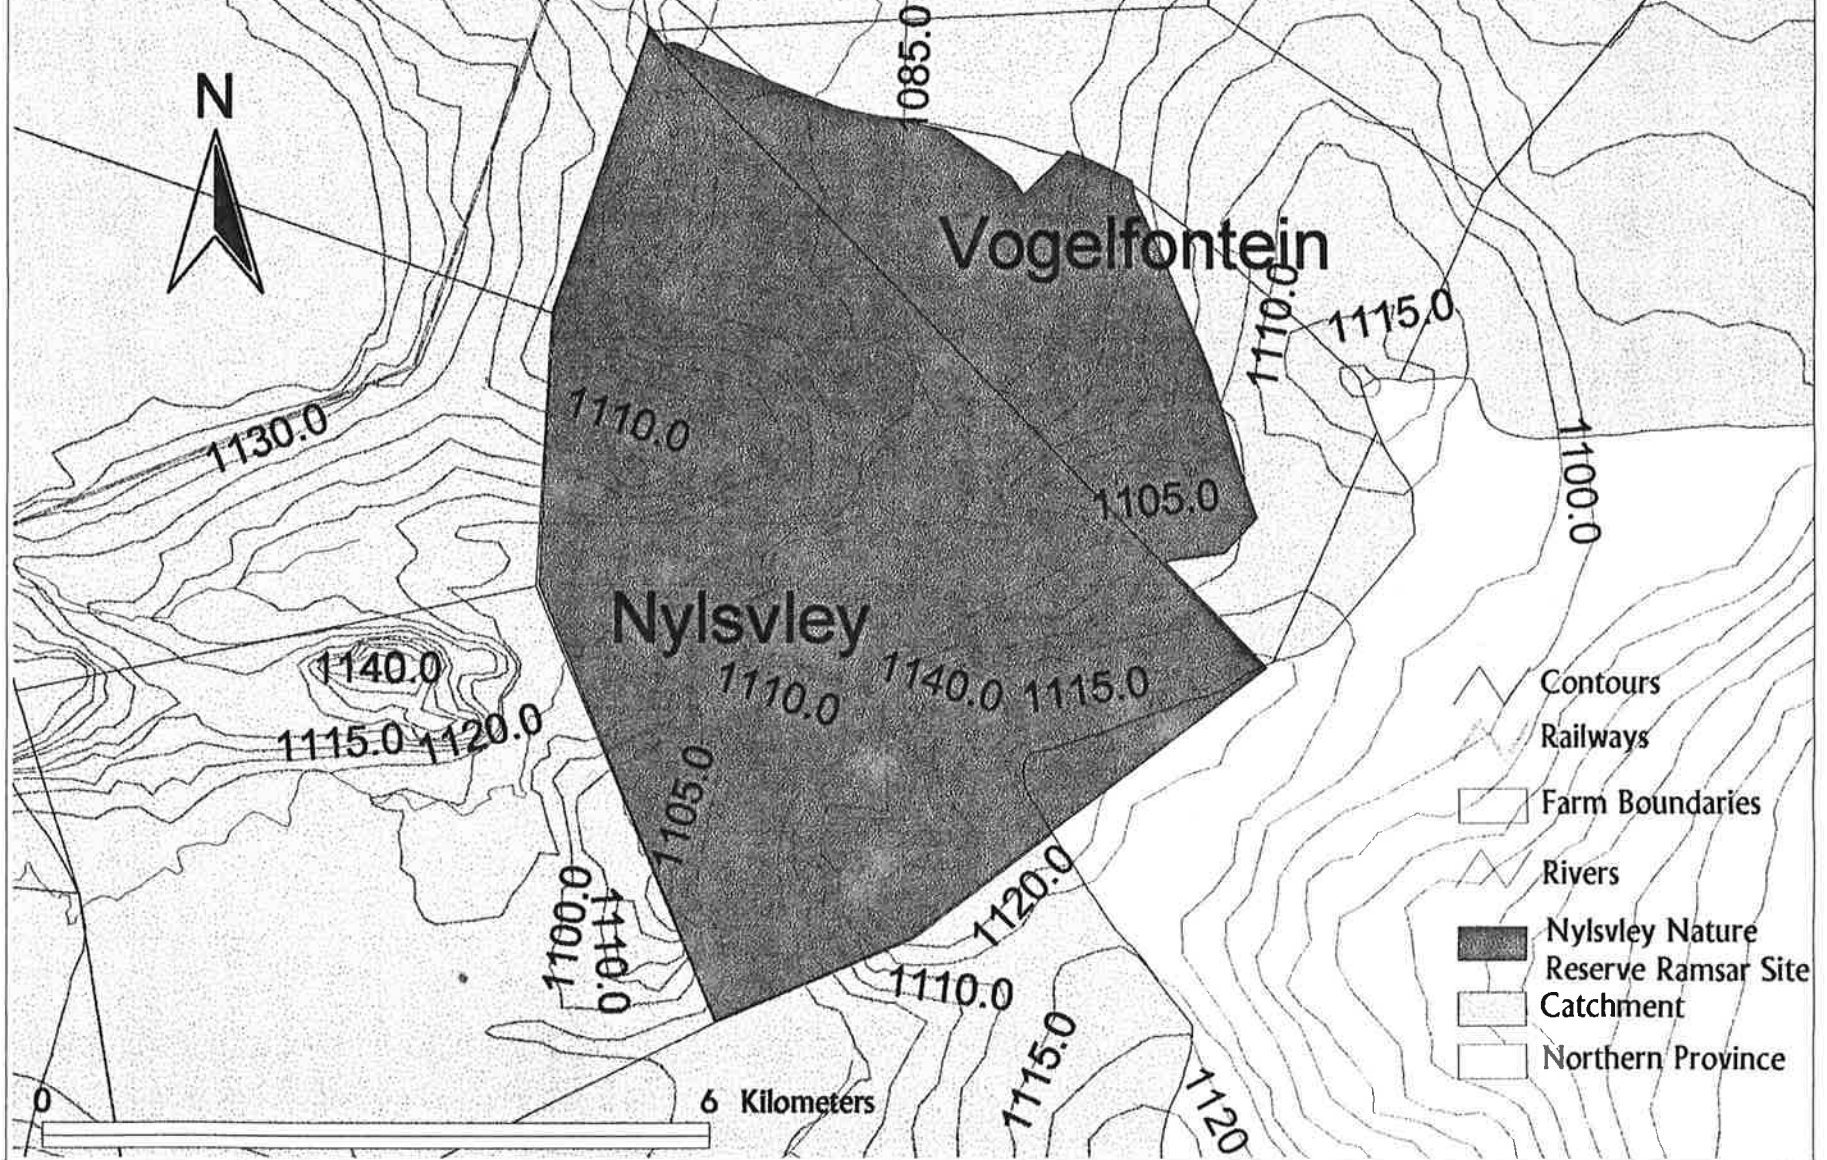 N
1085.0
Vogelfontein
1110.0
1115.0
1130.0
1110.0
1105.0
1100.0
Nylsvley
1140.0
1110.0
1140.0
1115.0
1115.0
1120.0
1105.0
1100.0
1110.0
1120.0
1110.0
1115.0
1120
Contours
Railways
Farm Boundaries
Rivers
Nylsvley Nature
Reserve Ramsar Site
Catchment
Northern Province
0
6 Kilometers